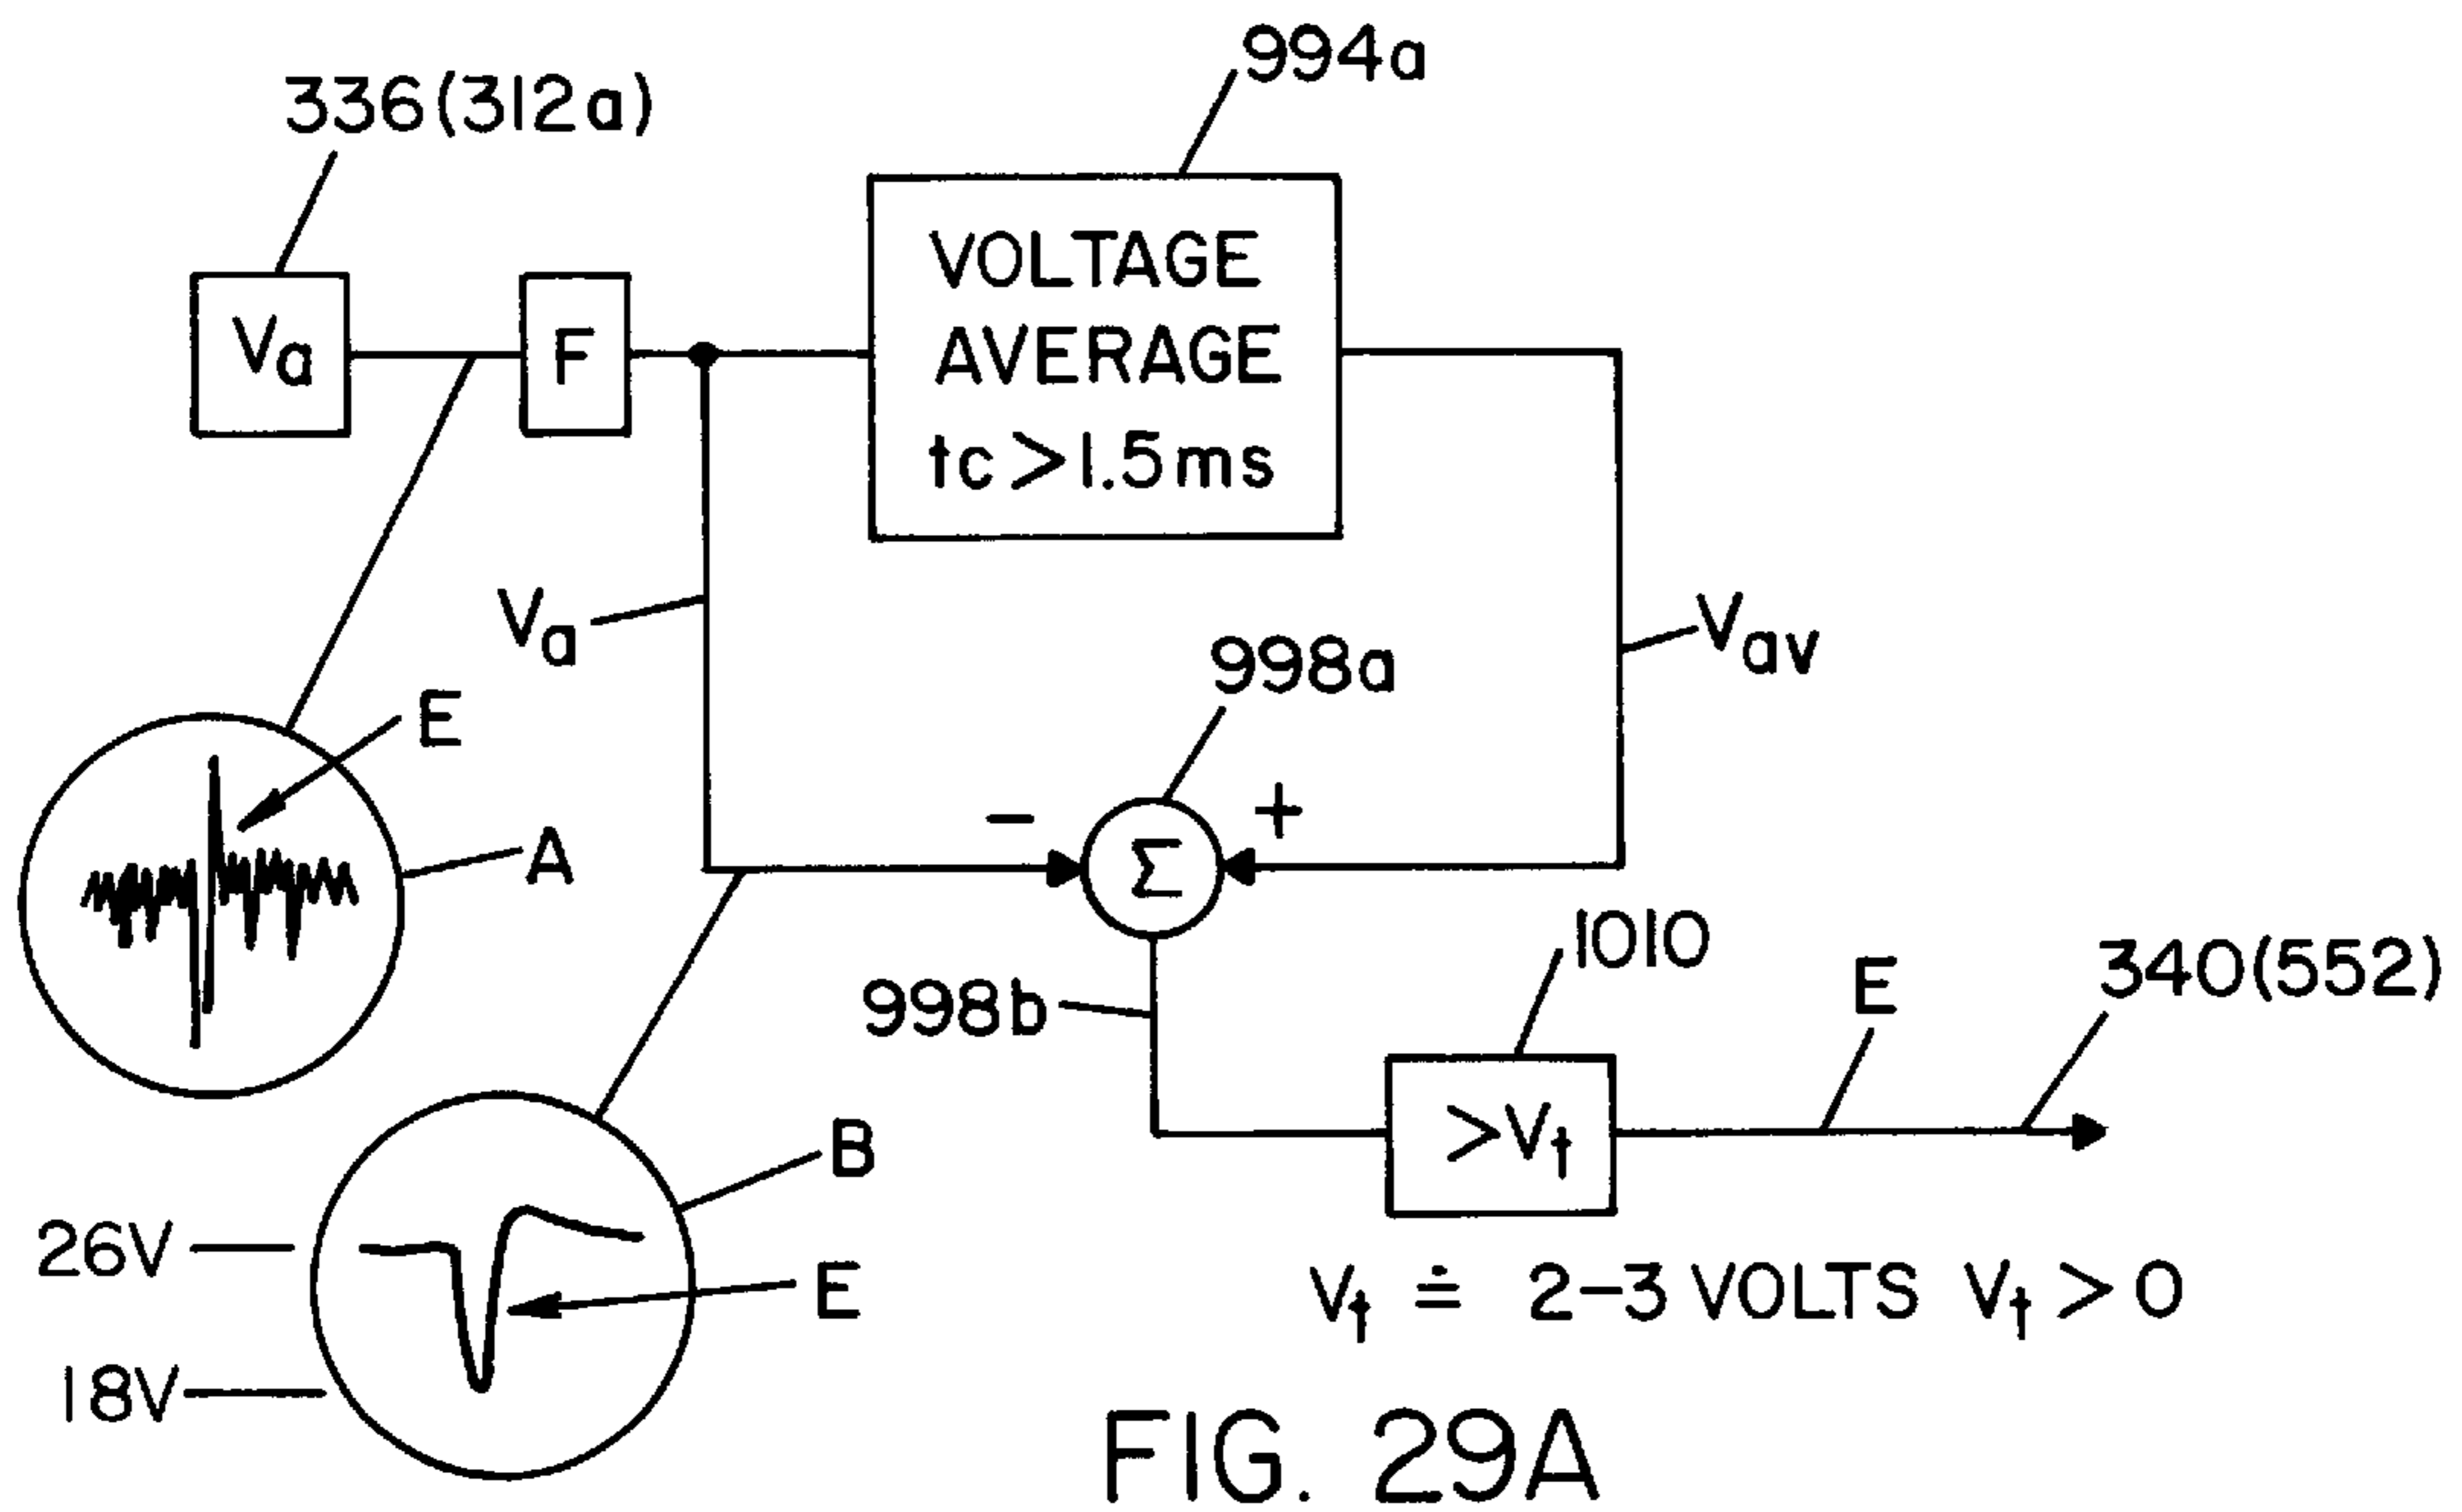 994a
336(312a)
Va
F
VOLTAGE
AVERAGE
tc>1.5ms
Va
Vav
998a
E
A
-
+
Σ
998b
1010
E
340(552)
>Vt
B
E
26V
18V
Vt ≐ 2-3 VOLTS Vt > 0
FIG. 29A